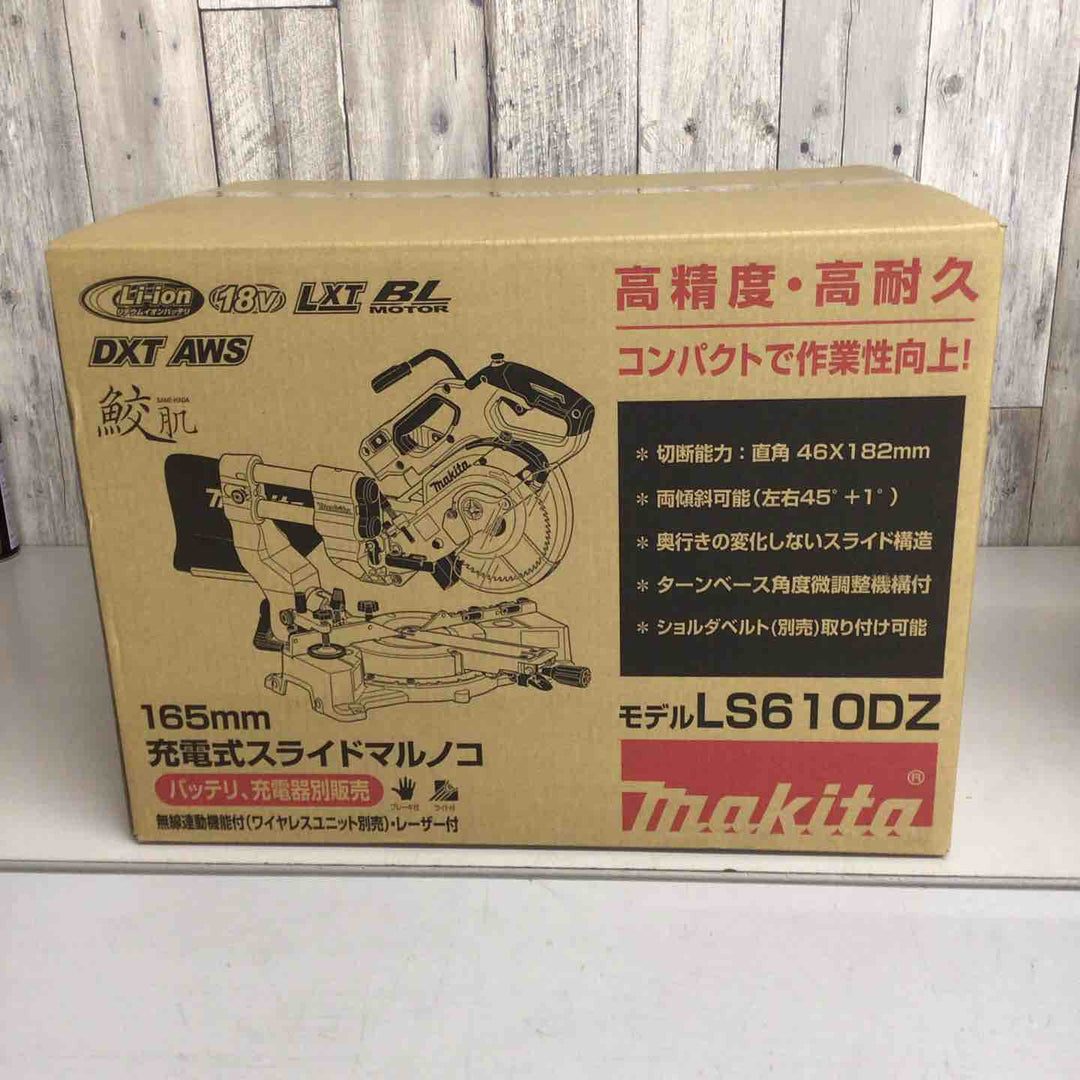 Li-ion 18V LXT BL MOTOR
リチウムイオンバッテリ
DXT AWS
SAME-HADA
鮫肌
makita
Makita
165mm
充電式スライドマルノコ
バッテリ、充電器別販売
ブレーキ付 ライト付
無線連動機能付(ワイヤレスユニット別売)・レーザー付
高精度・高耐久
コンパクトで作業性向上!
* 切断能力:直角 46X182mm
* 両傾斜可能(左右45°+1°)
* 奥行きの変化しないスライド構造
* ターンベース角度微調整機構付
* ショルダベルト(別売)取り付け可能
モデルLS610DZ
makita®